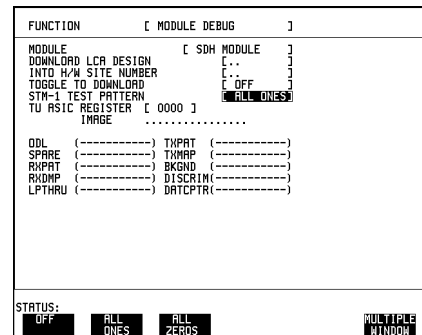 FUNCTION [ MODULE DEBUG ]
MODULE [ SDH MODULE ]
DOWNLOAD LCA DESIGN [.. ]
INTO H/W SITE NUMBER [.. ]
TOGGLE TO DOWNLOAD [ OFF ]
STM-1 TEST PATTERN [ ALL ONES]
TU ASIC REGISTER [ 0000 ]
IMAGE ................
ODL (-----------) TXPAT (-----------)
SPARE (-----------) TXMAP (-----------)
RXPAT (-----------) BKGND (-----------)
RXDMP (-----------) DISCRIM(-----------)
LPTHRU (-----------) DATCPTR(-----------)
STATUS:
OFF ALL ONES ALL ZEROS MULTIPLE WINDOW